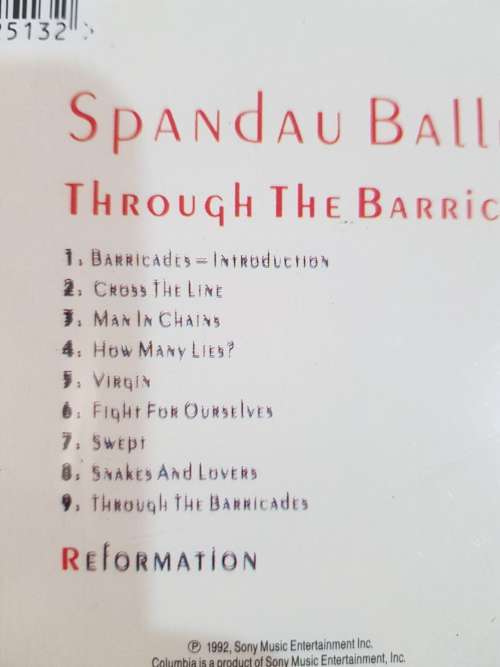 5132 >
Spandau Ball
Through The Barric
1: Barricades - Introduction
2: Cross The Line
3: Man In Chains
4: How Many Lies?
5: Virgin
6: Fight For Ourselves
7: Swept
8: Snakes And Lovers
9: Through The Barricades
Reformation
℗ 1992, Sony Music Entertainment Inc.
Columbia is a product of Sony Music Entertainment, Inc.